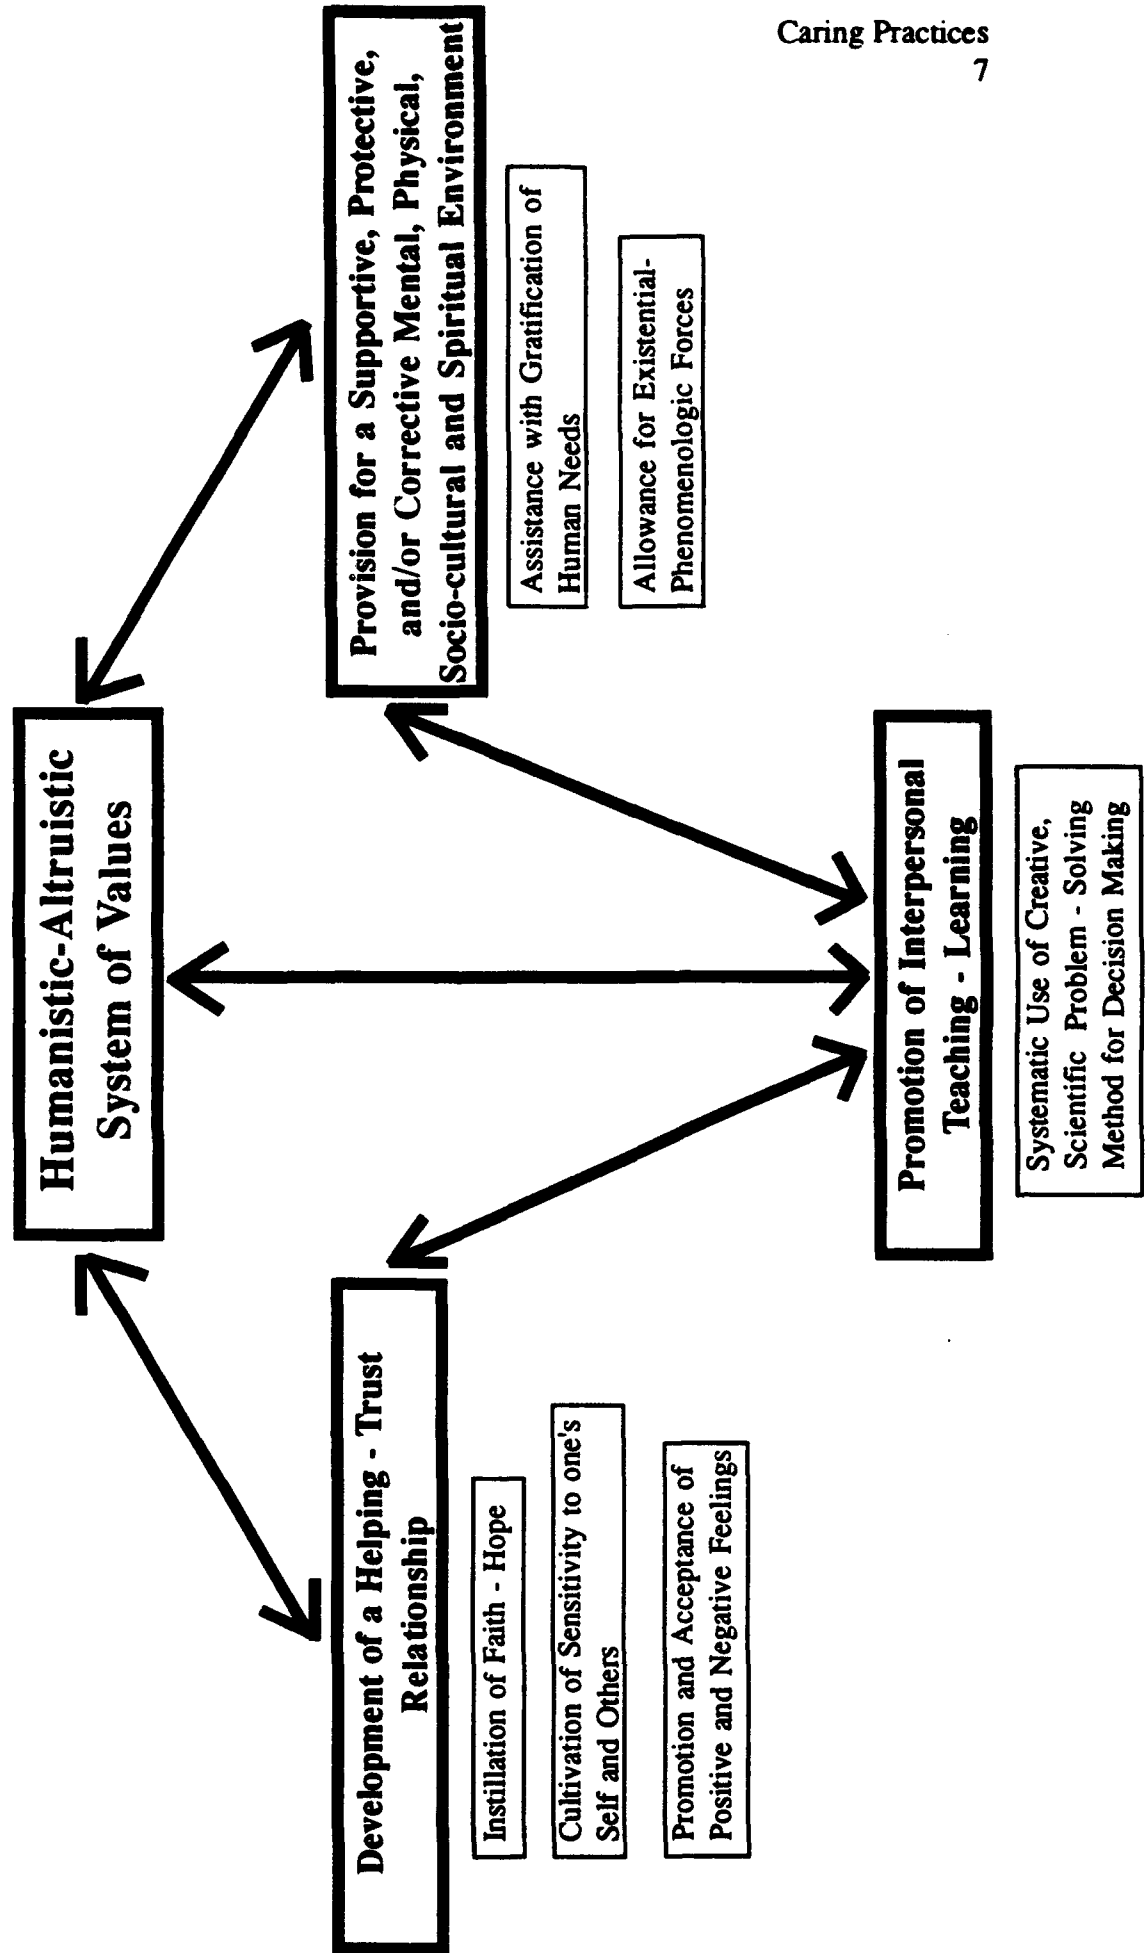 Caring Practices
7
Humanistic-Altruistic
System of Values
Development of a Helping - Trust
Relationship
Instillation of Faith - Hope
Cultivation of Sensitivity to one's
Self and Others
Promotion and Acceptance of
Positive and Negative Feelings
Provision for a Supportive, Protective,
and/or Corrective Mental, Physical,
Socio-cultural and Spiritual Environment
Assistance with Gratification of
Human Needs
Allowance for Existential-
Phenomenologic Forces
Promotion of Interpersonal
Teaching - Learning
Systematic Use of Creative,
Scientific Problem - Solving
Method for Decision Making